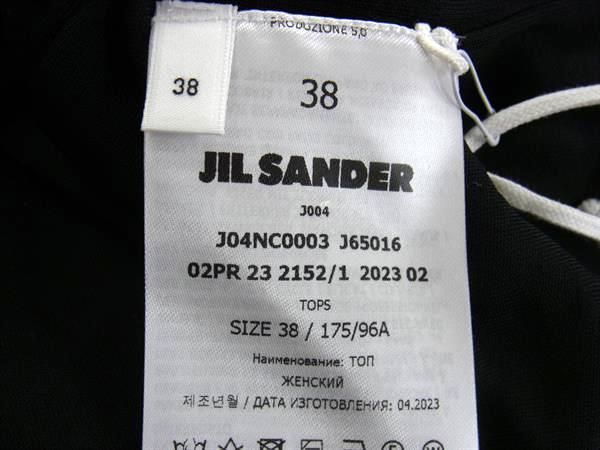 PRODUZIONE 5,0
38
38
JIL SANDER
J004
J04NC0003 J65016
02PR 23 2152/1 2023 02
TOPS
SIZE 38 / 175/96A
Наименование: ТОП
ЖЕНСКИЙ
제조년월 / ДАТА ИЗГОТОВЛЕНИЯ: 04.2023